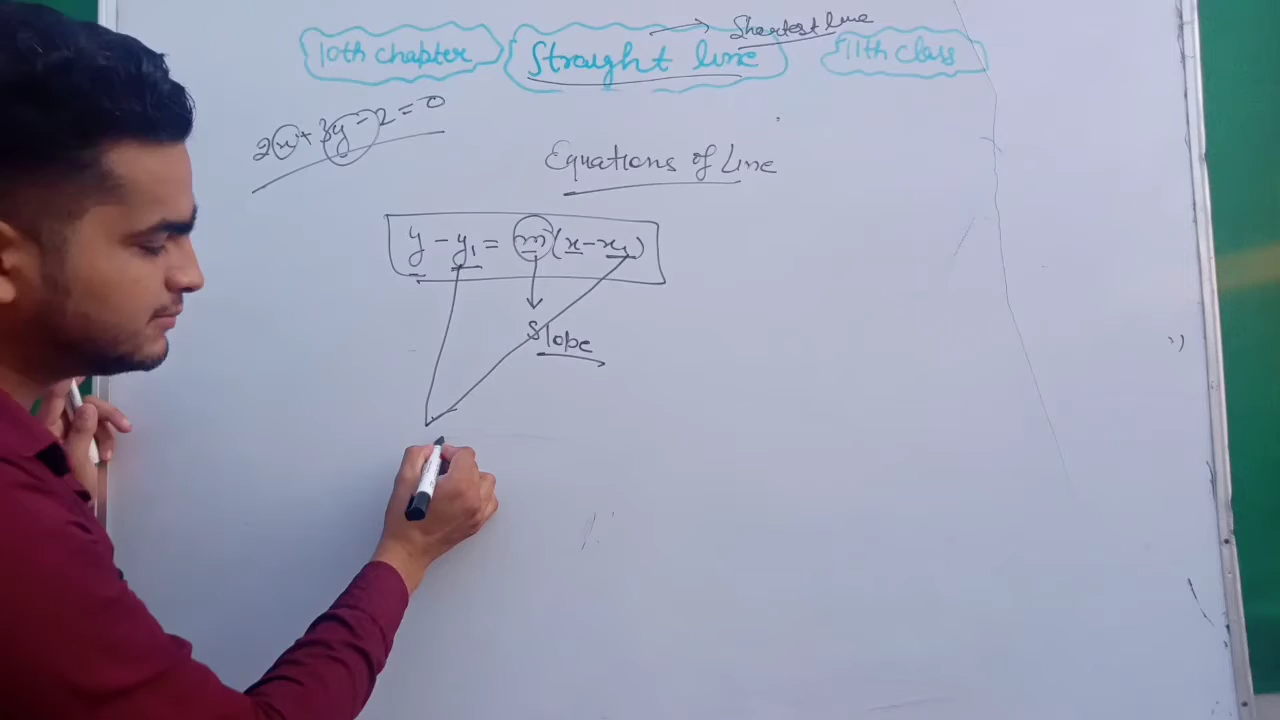 Shortest line
10th chapter Straight line 11th class
2x+3y-2=0
Equations of Line
y-y₁=m(x-x₁)
Slope